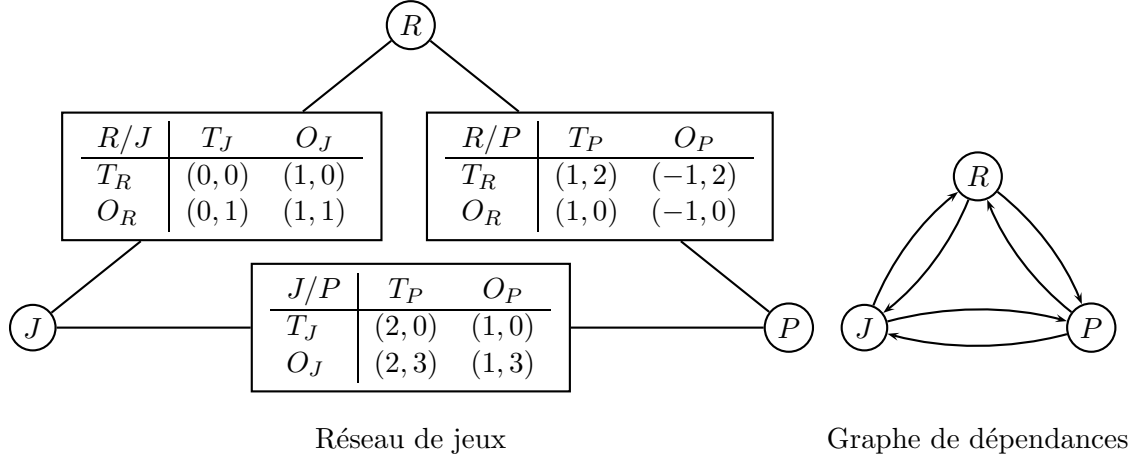 R
R/J T_J O_J
T_R (0, 0) (1, 0)
O_R (0, 1) (1, 1)
R/P T_P O_P
T_R (1, 2) (−1, 2)
O_R (1, 0) (−1, 0)
J/P T_P O_P
T_J (2, 0) (1, 0)
O_J (2, 3) (1, 3)
J
P
R
J
P
Réseau de jeux
Graphe de dépendances